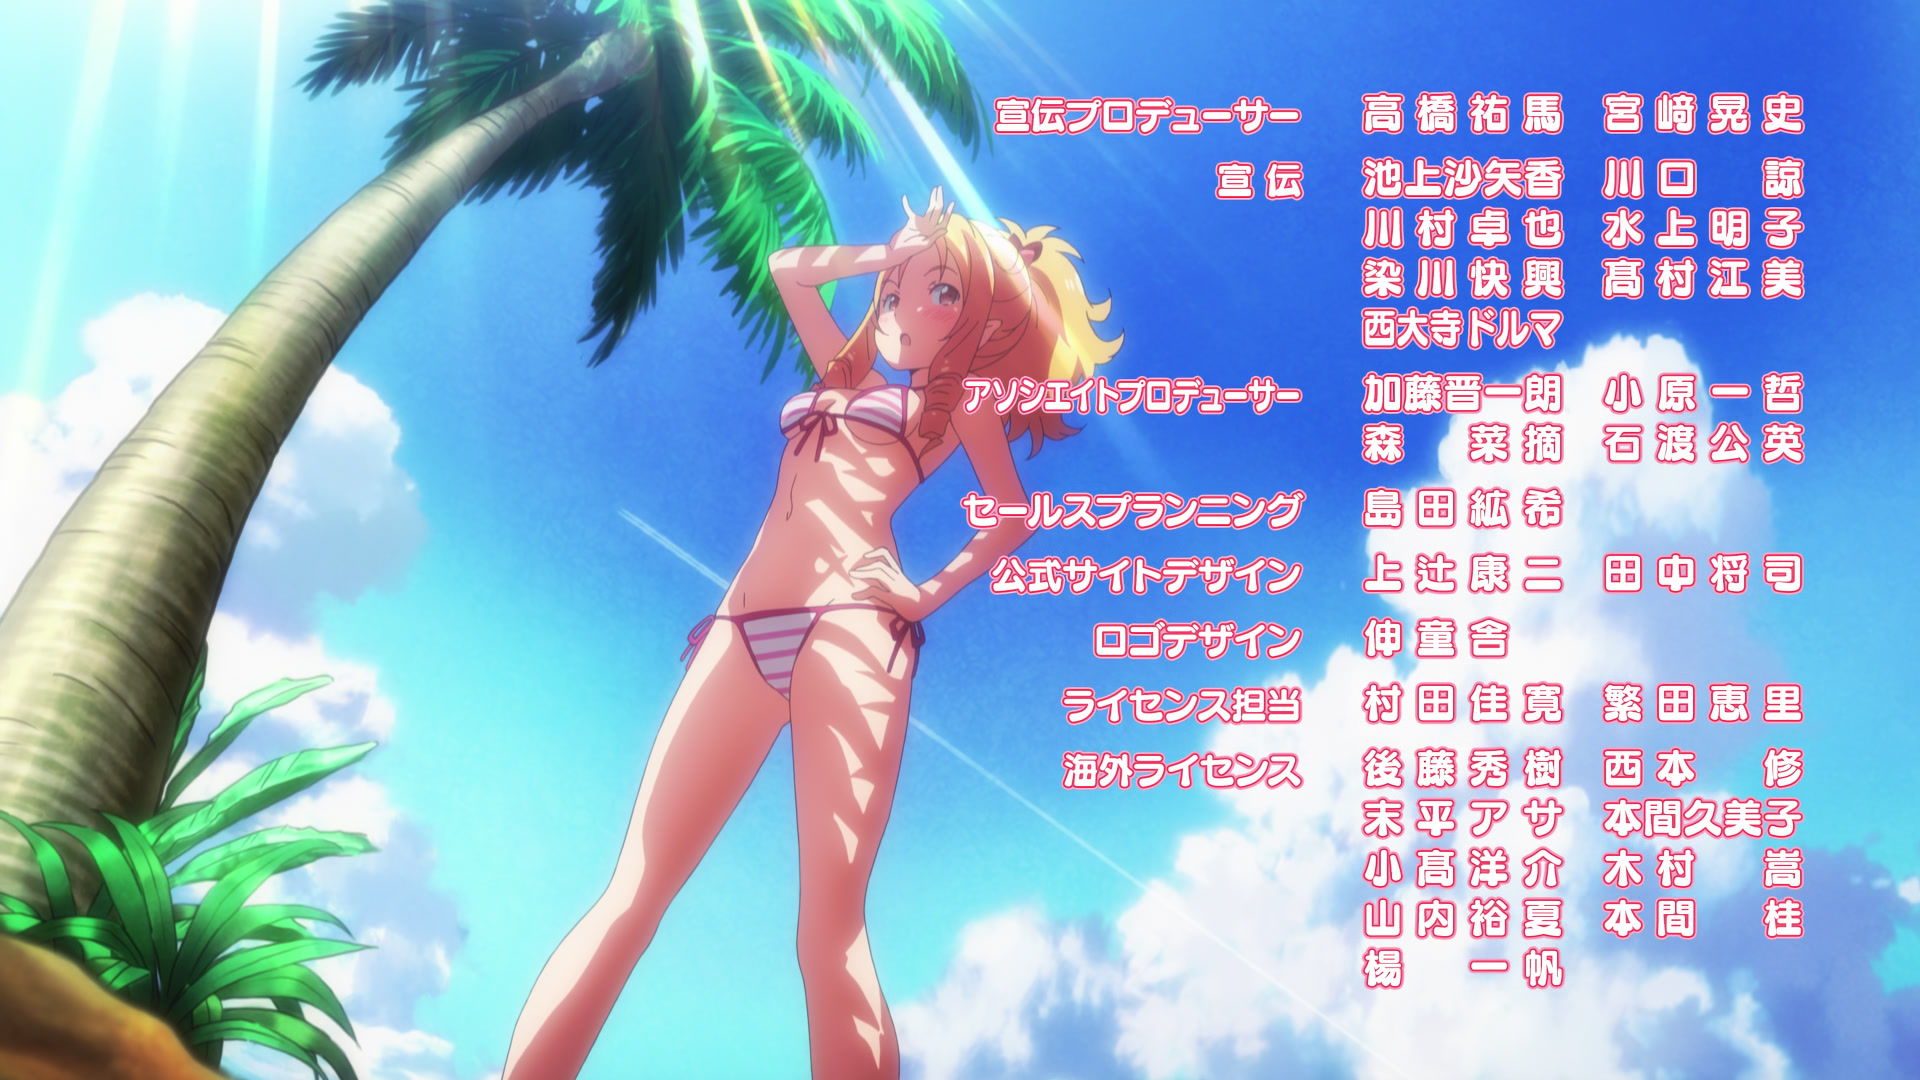 宣伝プロデューサー 高橋祐馬 宮﨑晃史
宣伝 池上沙矢香 川口 諒
川村卓也 水上明子
染川快興 髙村江美
西大寺ドルマ
アソシエイトプロデューサー 加藤晋一朗 小原一哲
森 菜摘 石渡公英
セールスプランニング 島田紘希
公式サイトデザイン 上辻康二 田中将司
ロゴデザイン 伸童舎
ライセンス担当 村田佳寛 繁田恵里
海外ライセンス 後藤秀樹 西本 修
末平アサ 本間久美子
小髙洋介 木村 嵩
山内裕夏 本間 桂
楊 一帆